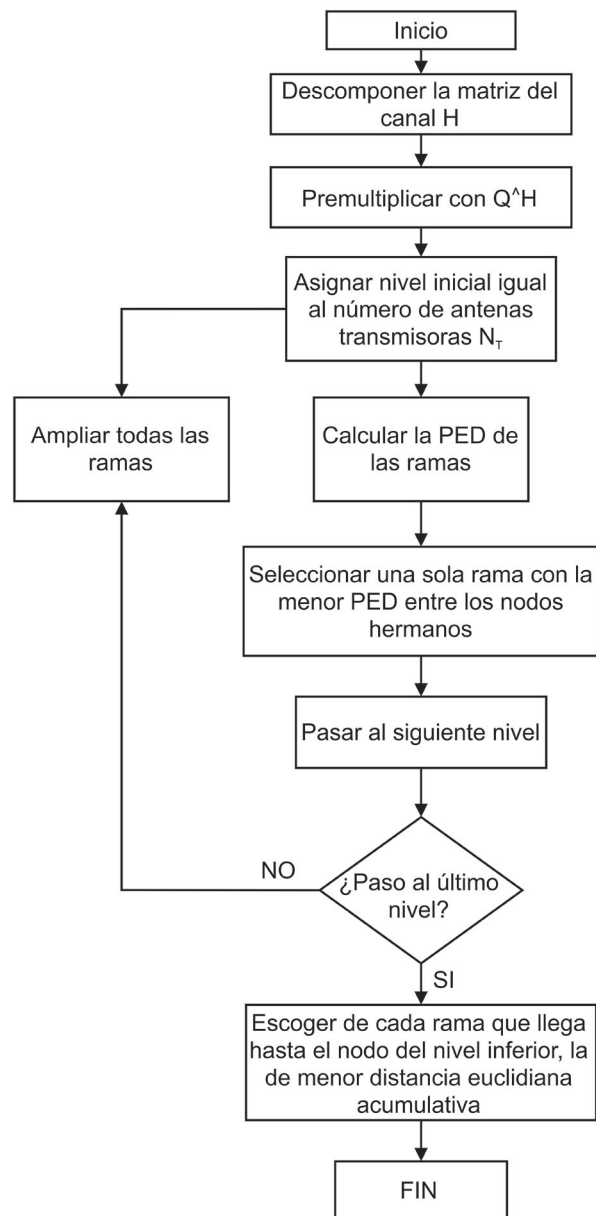 Inicio
Descomponer la matriz del
canal H
Premultiplicar con Q^H
Asignar nivel inicial igual
al número de antenas
transmisoras N_T
Ampliar todas las
ramas
Calcular la PED de
las ramas
Seleccionar una sola rama con la
menor PED entre los nodos
hermanos
Pasar al siguiente nivel
NO
¿Paso al último
nivel?
SI
Escoger de cada rama que llega
hasta el nodo del nivel inferior, la
de menor distancia euclidiana
acumulativa
FIN